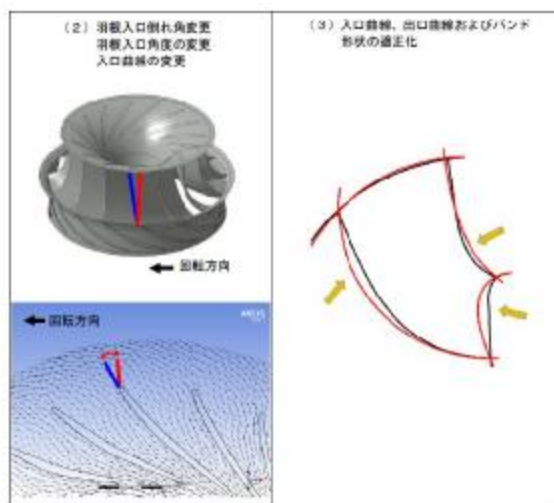 (2) 羽根入口倒れ角変更
羽根入口角度の変更
入口曲線の変更
回転方向
回転方向
ANSYS
(3) 入口曲線、出口曲線およびバンド
形状の適正化